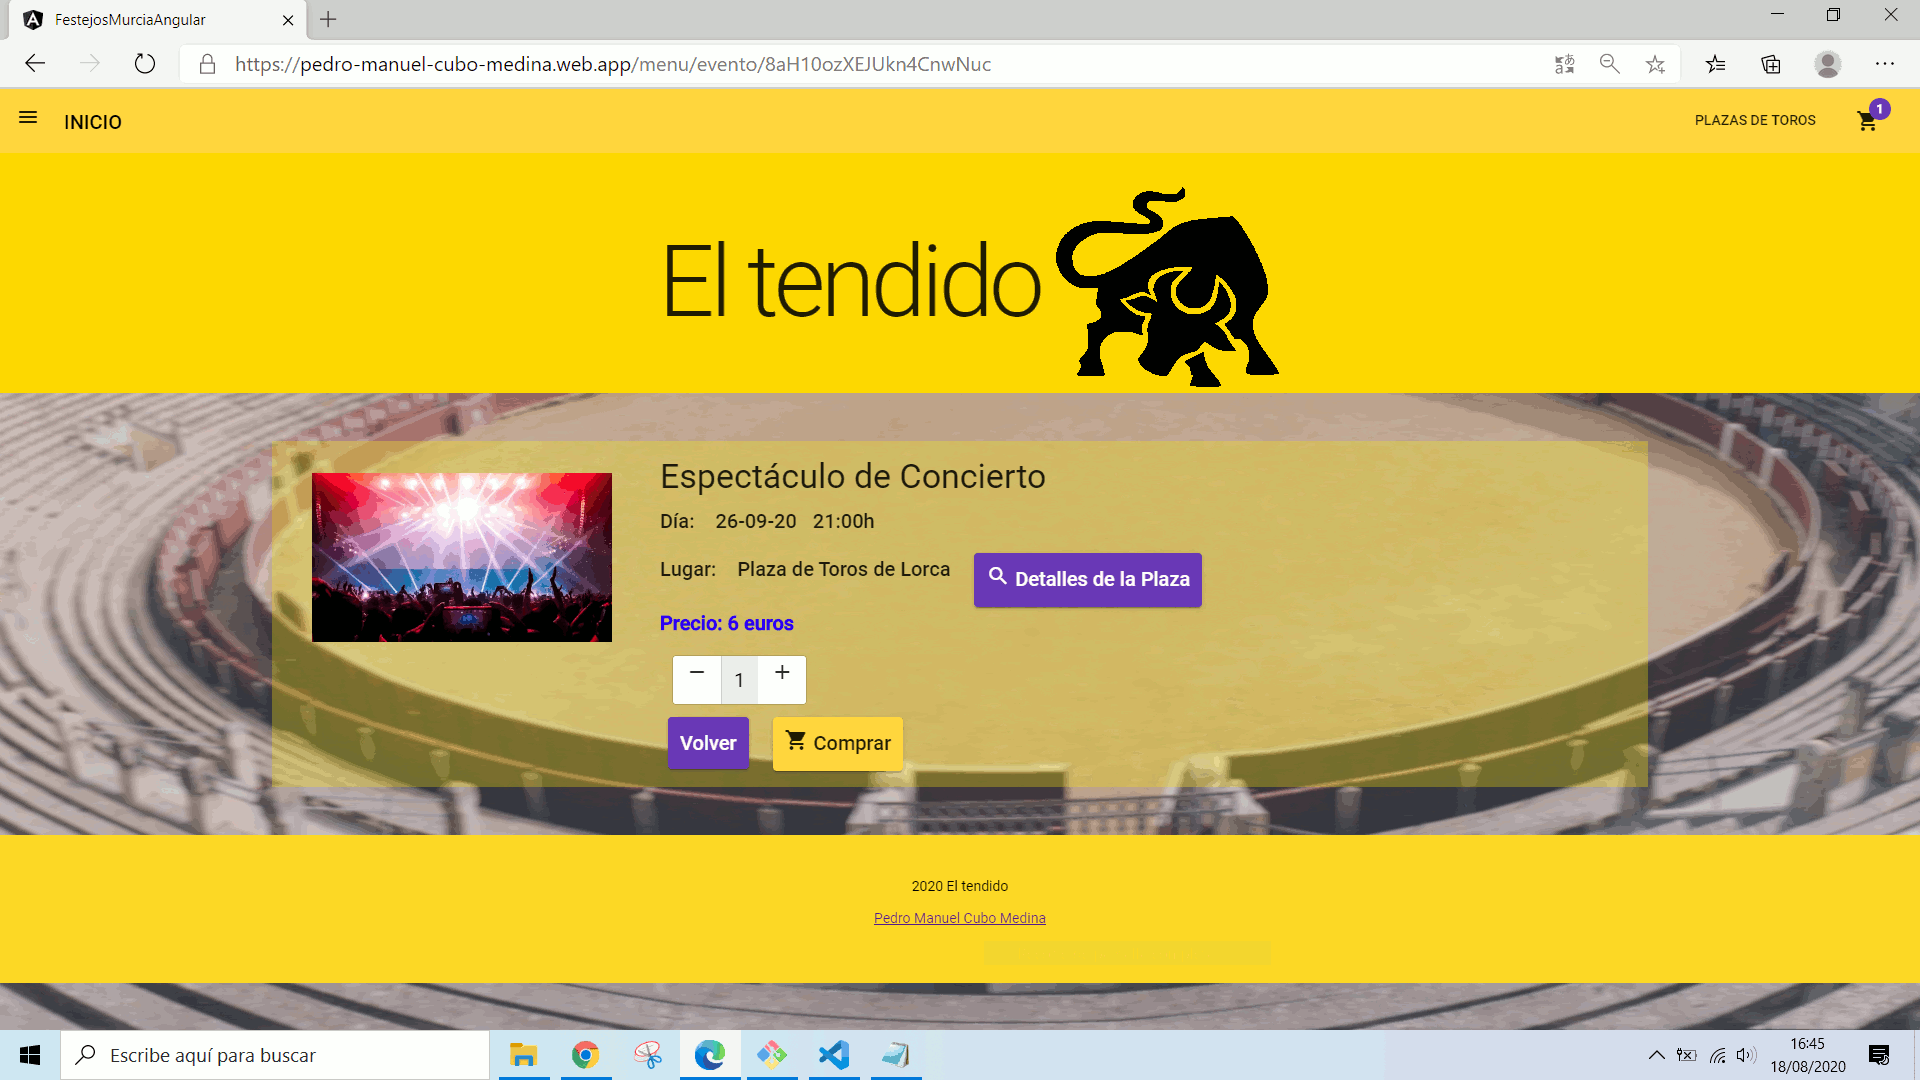 FestejosMurciaAngular
https://pedro-manuel-cubo-medina.web.app/menu/evento/8aH10ozXEJUkn4CnwNuc
INICIO
PLAZAS DE TOROS
1
El tendido
Espectáculo de Concierto
Día: 26-09-20 21:00h
Lugar: Plaza de Toros de Lorca
Detalles de la Plaza
Precio: 6 euros
− 1 +
Volver
Comprar
2020 El tendido
Pedro Manuel Cubo Medina
Escribe aquí para buscar
16:45
18/08/2020